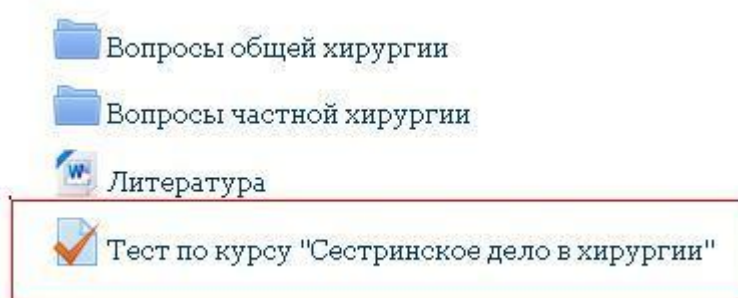 Вопросы общей хирургии
Вопросы частной хирургии
Литература
Тест по курсу "Сестринское дело в хирургии"